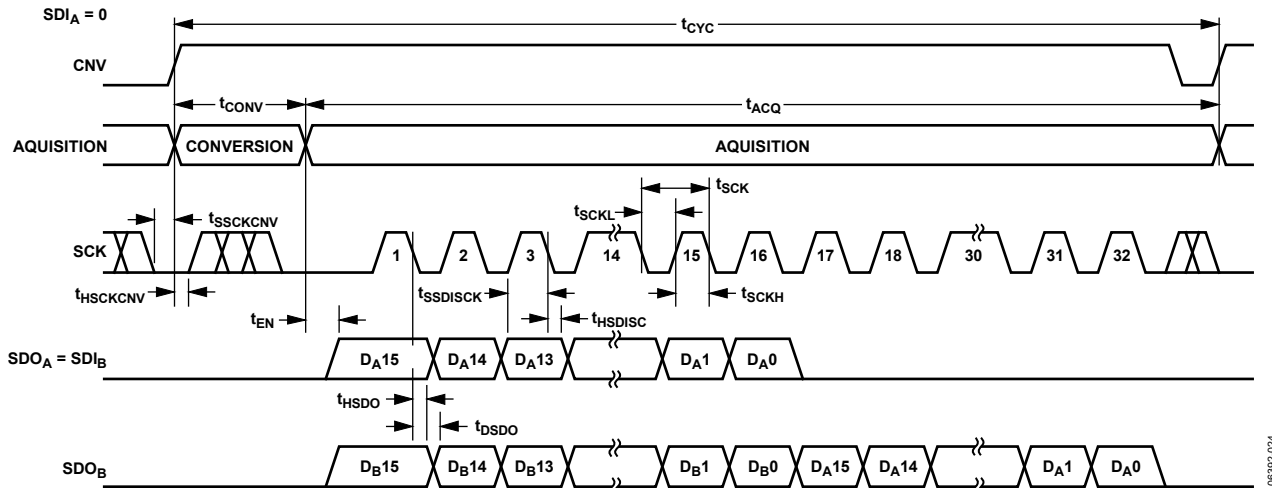 SDIA = 0
tCYC
CNV
tCONV
tACQ
AQUISITION
CONVERSION
AQUISITION
tSCK
tSCKL
tSSCKCNV
SCK
1 2 3 14 15 16 17 18 30 31 32
tHSCKCNV
tSSDISCK
tSCKH
tEN
tHSDISC
SDOA = SDIB
DA15 DA14 DA13 DA1 DA0
tHSDO
tDSDO
SDOB
DB15 DB14 DB13 DB1 DB0 DA15 DA14 DA1 DA0
06392-024